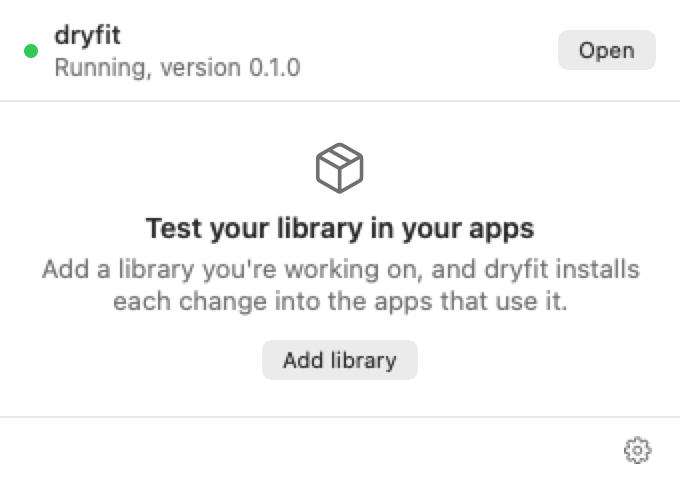 dryfit
Running, version 0.1.0
Open
Test your library in your apps
Add a library you're working on, and dryfit installs
each change into the apps that use it.
Add library